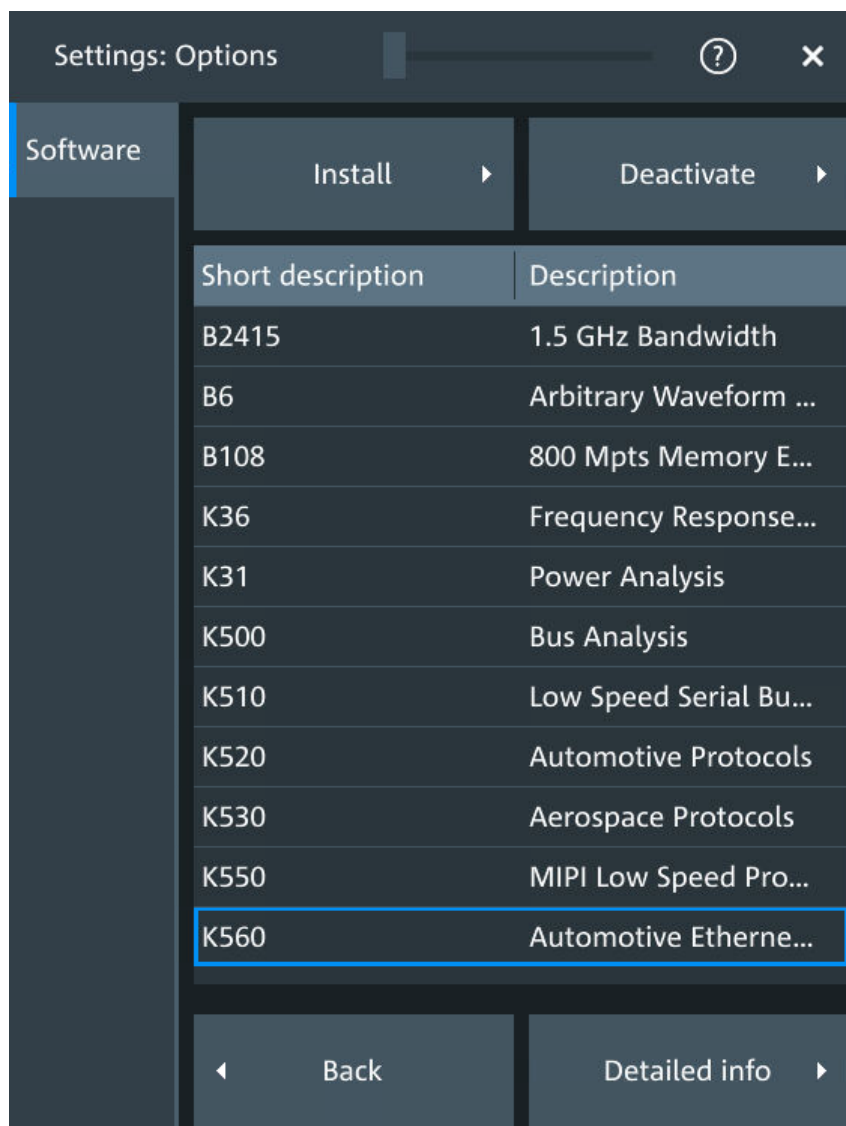 Settings: Options
Software
Install
Deactivate
Short description Description
B2415 1.5 GHz Bandwidth
B6 Arbitrary Waveform ...
B108 800 Mpts Memory E...
K36 Frequency Response...
K31 Power Analysis
K500 Bus Analysis
K510 Low Speed Serial Bu...
K520 Automotive Protocols
K530 Aerospace Protocols
K550 MIPI Low Speed Pro...
K560 Automotive Etherne...
Back
Detailed info